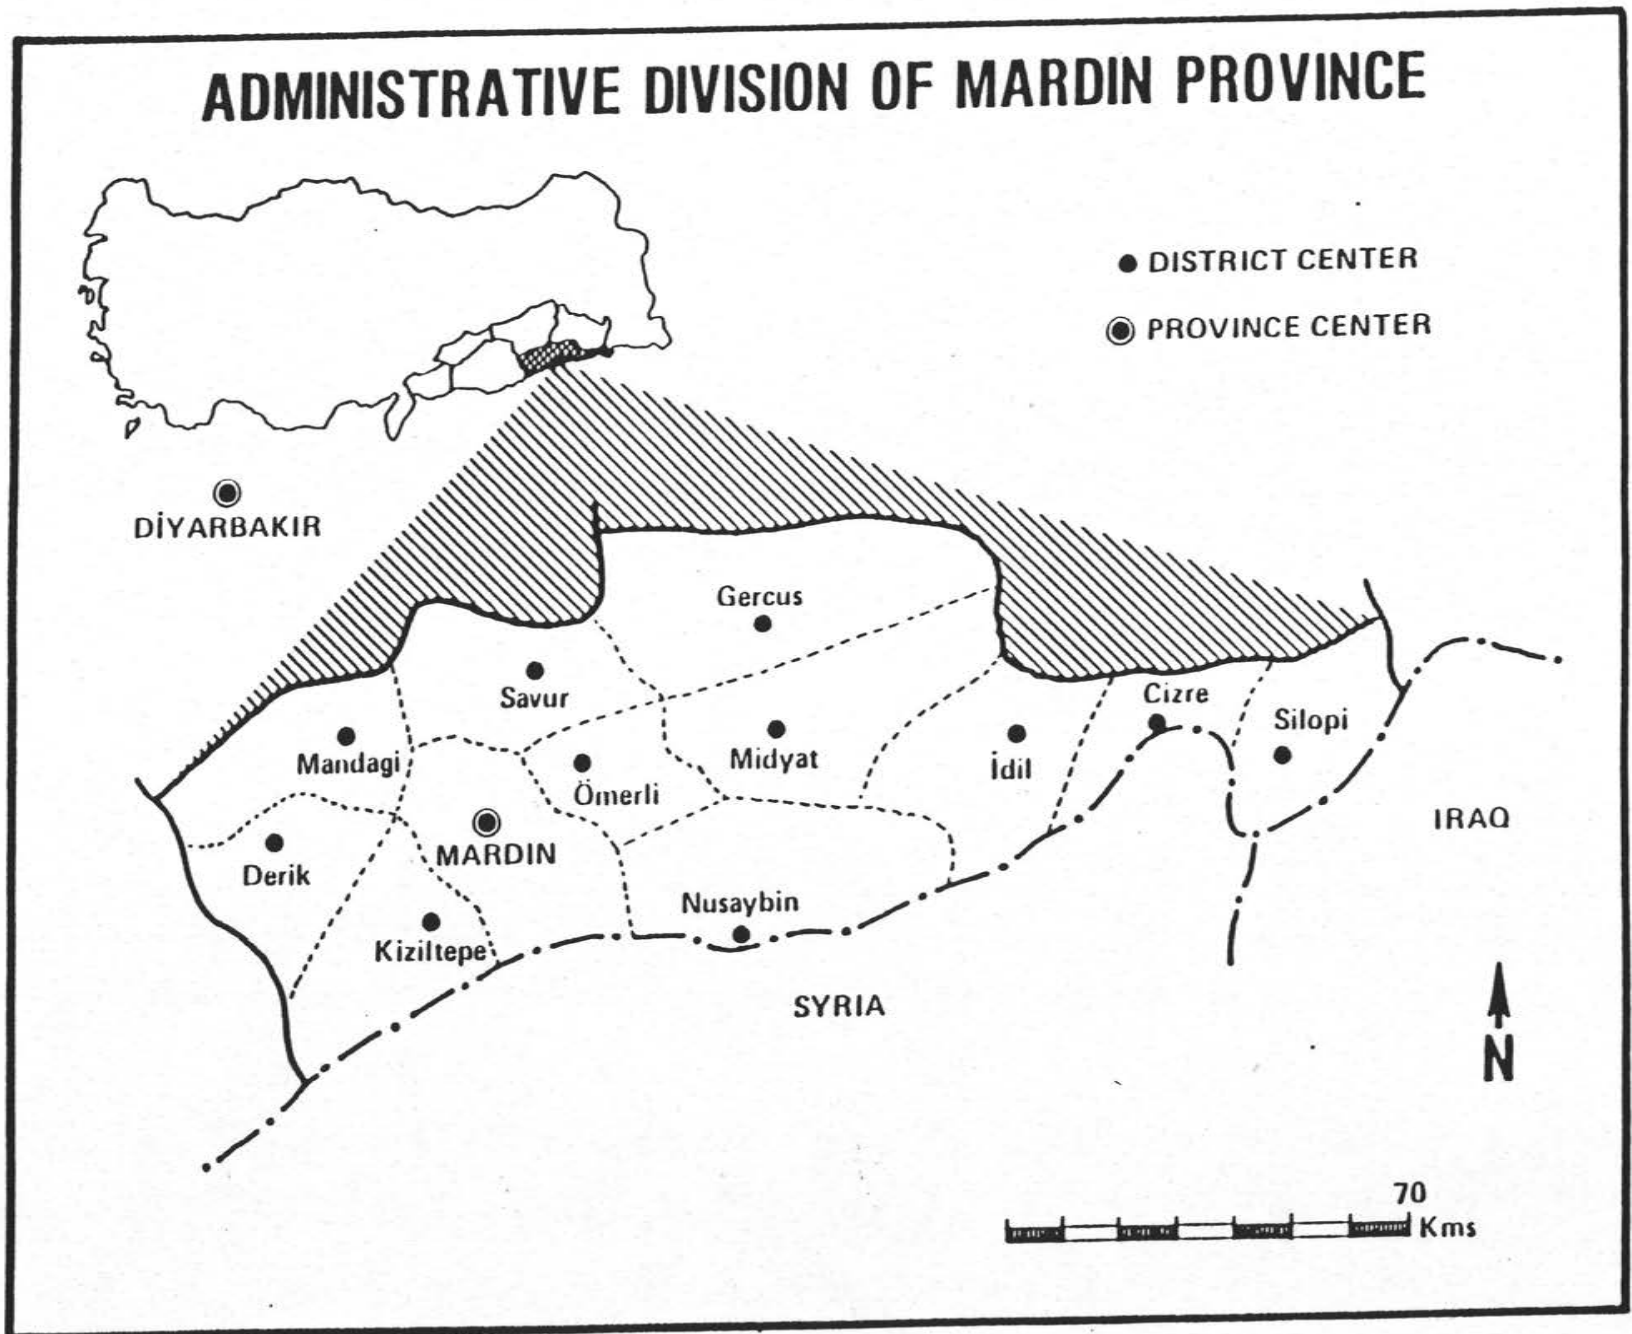 ADMINISTRATIVE DIVISION OF MARDIN PROVINCE
DISTRICT CENTER
PROVINCE CENTER
DİYARBAKIR
Gercus
Savur
Cizre
Silopi
Mandagi
Midyat
İdil
Ömerli
IRAQ
MARDIN
Derik
Nusaybin
Kiziltepe
SYRIA
N
70
Kms